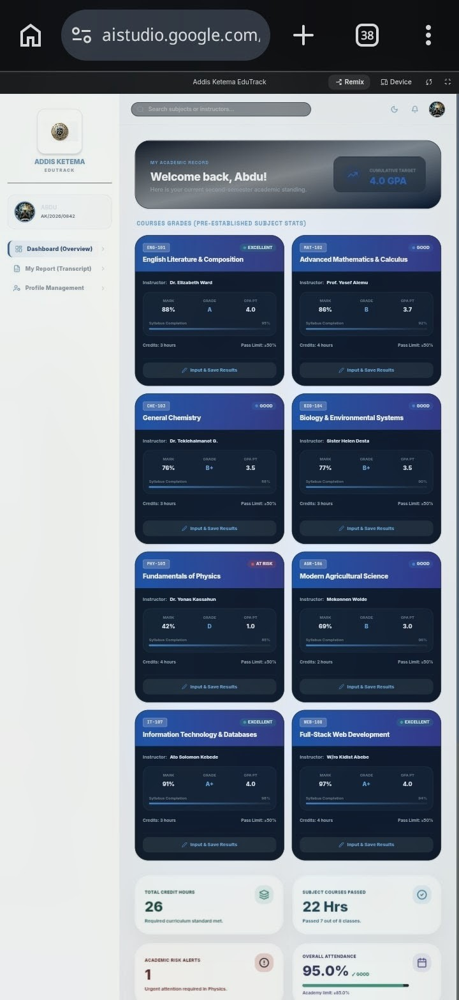 aistudio.google.com/
38
Addis Ketema EduTrack
Remix
Device
ADDIS KETEMA
EDUTRACK
ABDU
AK/2026/0842
Dashboard (Overview)
My Report (Transcript)
Profile Management
Search subjects or instructors...
MY ACADEMIC RECORD
Welcome back, Abdu!
Here is your current second-semester academic standing.
CUMULATIVE TARGET
4.0 GPA
COURSES GRADES (PRE-ESTABLISHED SUBJECT STATS)
ENG-101 EXCELLENT
English Literature & Composition
Instructor: Dr. Elizabeth Ward
MARK GRADE GPA PT
88% A 4.0
Syllabus Completion 95%
Credits: 3 hours Pass Limit: ≥50%
Input & Save Results
MAT-102 GOOD
Advanced Mathematics & Calculus
Instructor: Prof. Yosef Alemu
MARK GRADE GPA PT
86% B 3.7
Syllabus Completion 92%
Credits: 4 hours Pass Limit: ≥50%
Input & Save Results
CHE-103 GOOD
General Chemistry
Instructor: Dr. Teklehaimanot G.
MARK GRADE GPA PT
76% B+ 3.5
Syllabus Completion 88%
Credits: 3 hours Pass Limit: ≥50%
Input & Save Results
BIO-104 GOOD
Biology & Environmental Systems
Instructor: Sister Helen Desta
MARK GRADE GPA PT
77% B+ 3.5
Syllabus Completion 90%
Credits: 3 hours Pass Limit: ≥50%
Input & Save Results
PHY-105 AT RISK
Fundamentals of Physics
Instructor: Dr. Yonas Kassahun
MARK GRADE GPA PT
42% D 1.0
Syllabus Completion 85%
Credits: 4 hours Pass Limit: ≥50%
Input & Save Results
AGR-106 GOOD
Modern Agricultural Science
Instructor: Mekonnen Wolde
MARK GRADE GPA PT
69% B 3.0
Syllabus Completion 96%
Credits: 2 hours Pass Limit: ≥50%
Input & Save Results
IT-107 EXCELLENT
Information Technology & Databases
Instructor: Ato Solomon Kebede
MARK GRADE GPA PT
91% A+ 4.0
Syllabus Completion 98%
Credits: 3 hours Pass Limit: ≥50%
Input & Save Results
WEB-108 EXCELLENT
Full-Stack Web Development
Instructor: W/ro Kidist Abebe
MARK GRADE GPA PT
97% A+ 4.0
Syllabus Completion 94%
Credits: 4 hours Pass Limit: ≥50%
Input & Save Results
TOTAL CREDIT HOURS
26
Required curriculum standard met.
SUBJECT COURSES PASSED
22 Hrs
Passed 7 out of 8 classes.
ACADEMIC RISK ALERTS
1
Urgent attention required in Physics.
OVERALL ATTENDANCE
95.0% ✓ GOOD
Academy limit: ≥85.0%